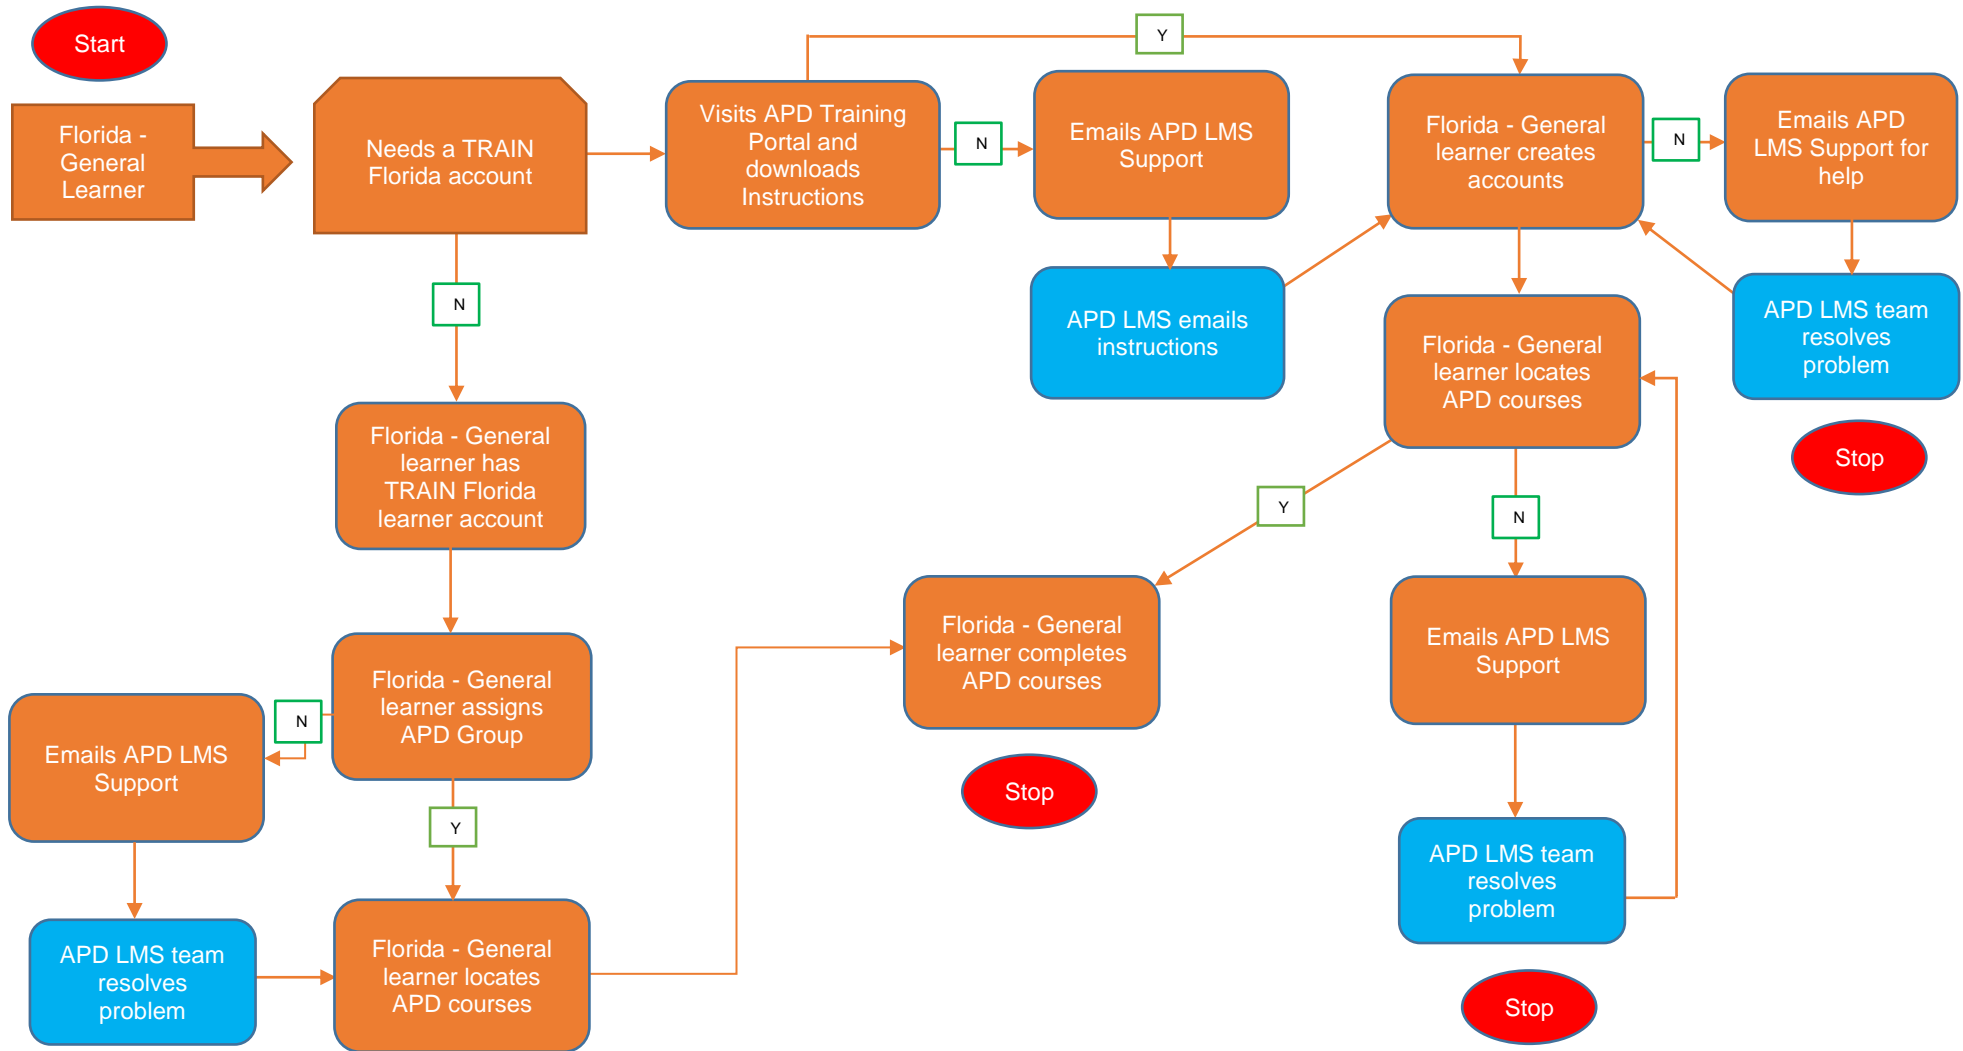 Start
Florida -
General
Learner
Needs a TRAIN
Florida account
Visits APD Training
Portal and
downloads
Instructions
Y
N
Emails APD LMS
Support
Florida - General
learner creates
accounts
N
Emails APD
LMS Support for
help
N
APD LMS emails
instructions
Florida - General
learner locates
APD courses
APD LMS team
resolves
problem
Stop
Florida - General
learner has
TRAIN Florida
learner account
Y
N
Florida - General
learner completes
APD courses
Emails APD LMS
Support
Florida - General
learner assigns
APD Group
N
Emails APD LMS
Support
Stop
Y
APD LMS team
resolves
problem
APD LMS team
resolves
problem
Florida - General
learner locates
APD courses
Stop